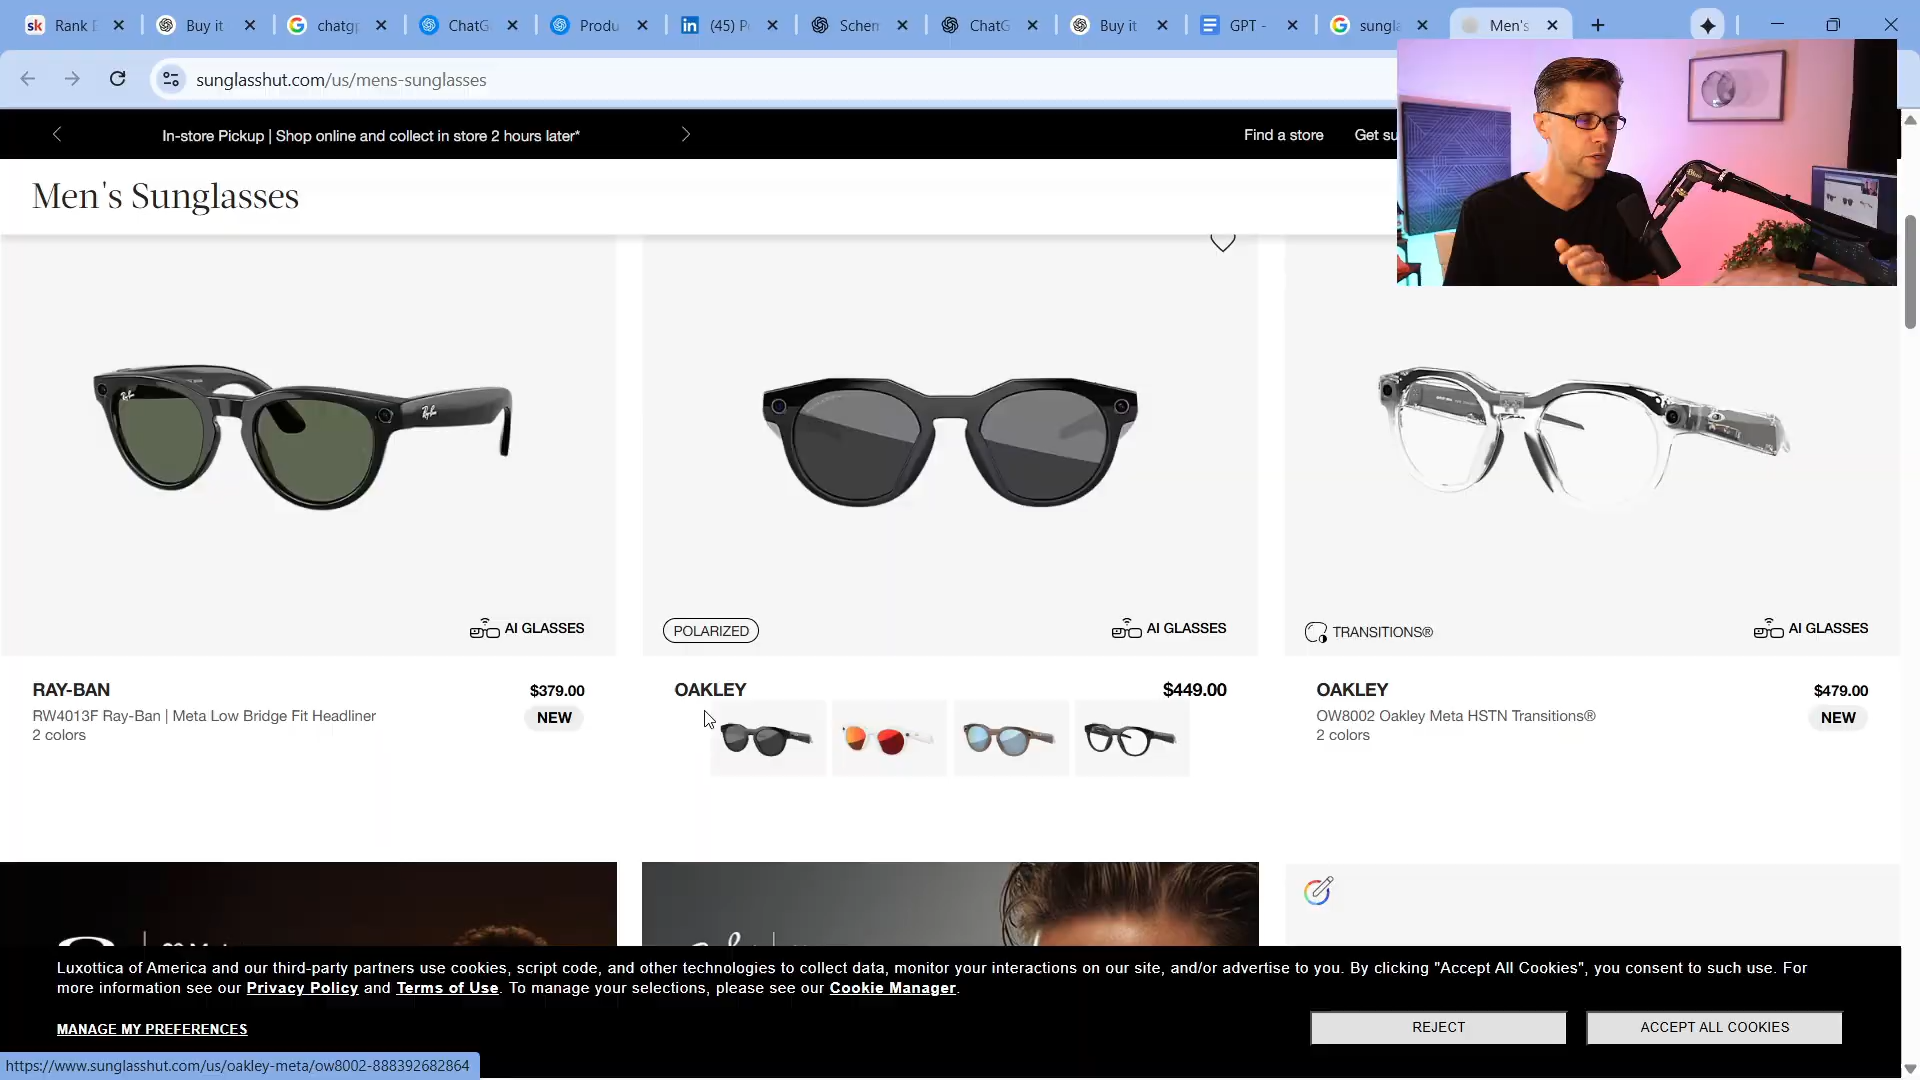 sk Rank
Buy it
chatgp
ChatG
Produ
in (45) P
Schem
ChatG
Buy it
GPT -
sungla
Men's
sunglasshut.com/us/mens-sunglasses
In-store Pickup | Shop online and collect in store 2 hours later*
Find a store
Get su
Men's Sunglasses
AI GLASSES
POLARIZED
AI GLASSES
TRANSITIONS®
AI GLASSES
RAY-BAN
$379.00
RW4013F Ray-Ban | Meta Low Bridge Fit Headliner
NEW
2 colors
OAKLEY
$449.00
OAKLEY
$479.00
OW8002 Oakley Meta HSTN Transitions®
NEW
2 colors
Luxottica of America and our third-party partners use cookies, script code, and other technologies to collect data, monitor your interactions on our site, and/or advertise to you. By clicking "Accept All Cookies", you consent to such use. For
more information see our Privacy Policy and Terms of Use. To manage your selections, please see our Cookie Manager.
MANAGE MY PREFERENCES
REJECT
ACCEPT ALL COOKIES
https://www.sunglasshut.com/us/oakley-meta/ow8002-888392682864